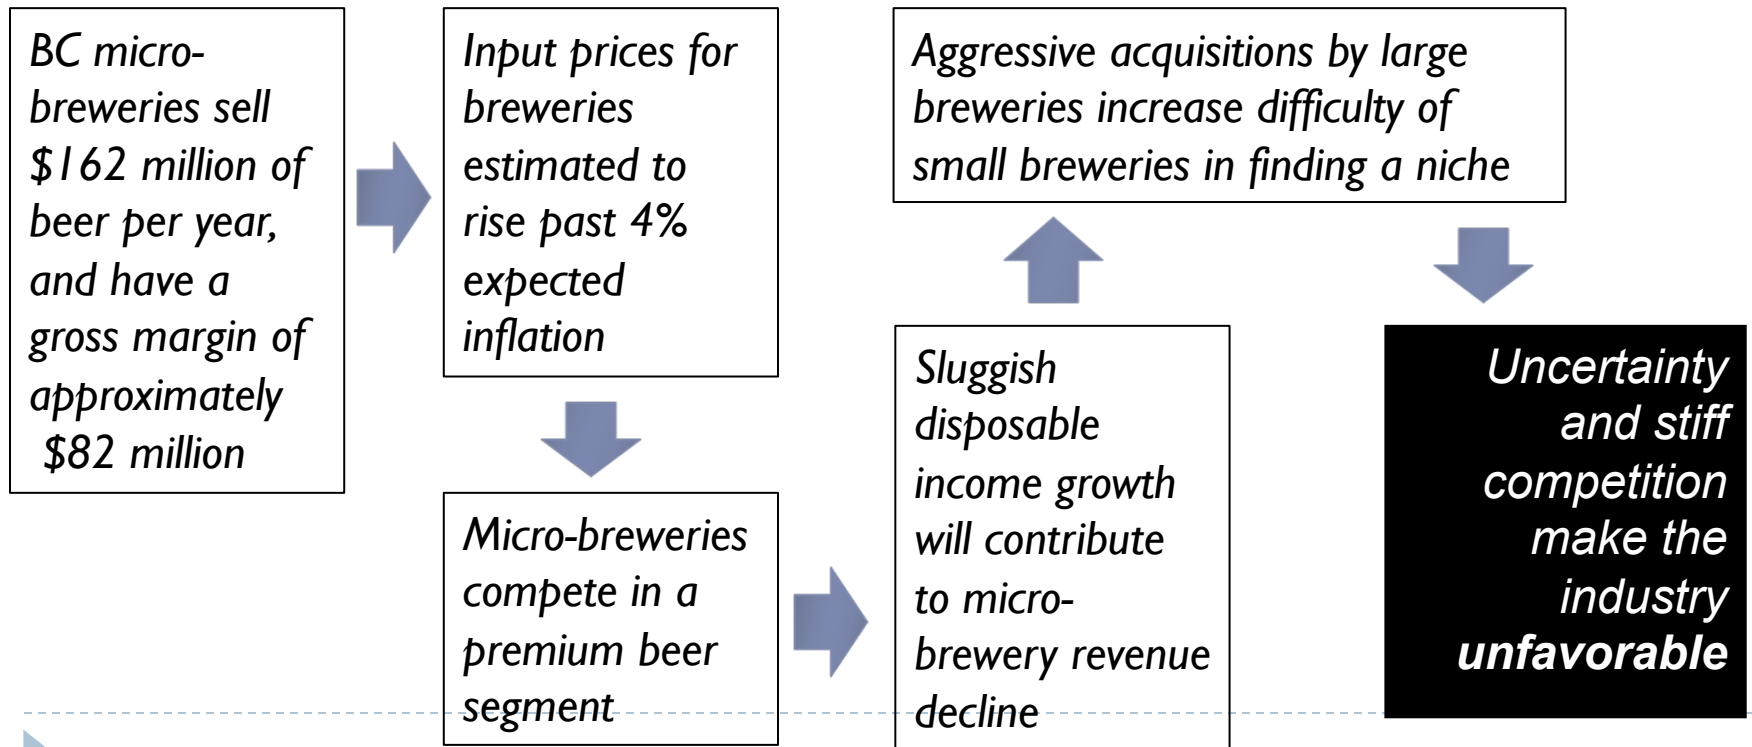 BC micro-
breweries sell
$162 million of
beer per year,
and have a
gross margin of
approximately
$82 million
Input prices for
breweries
estimated to
rise past 4%
expected
inflation
Micro-breweries
compete in a
premium beer
segment
Sluggish
disposable
income growth
will contribute
to micro-
brewery revenue
decline
Aggressive acquisitions by large
breweries increase difficulty of
small breweries in finding a niche
Uncertainty
and stiff
competition
make the
industry
unfavorable